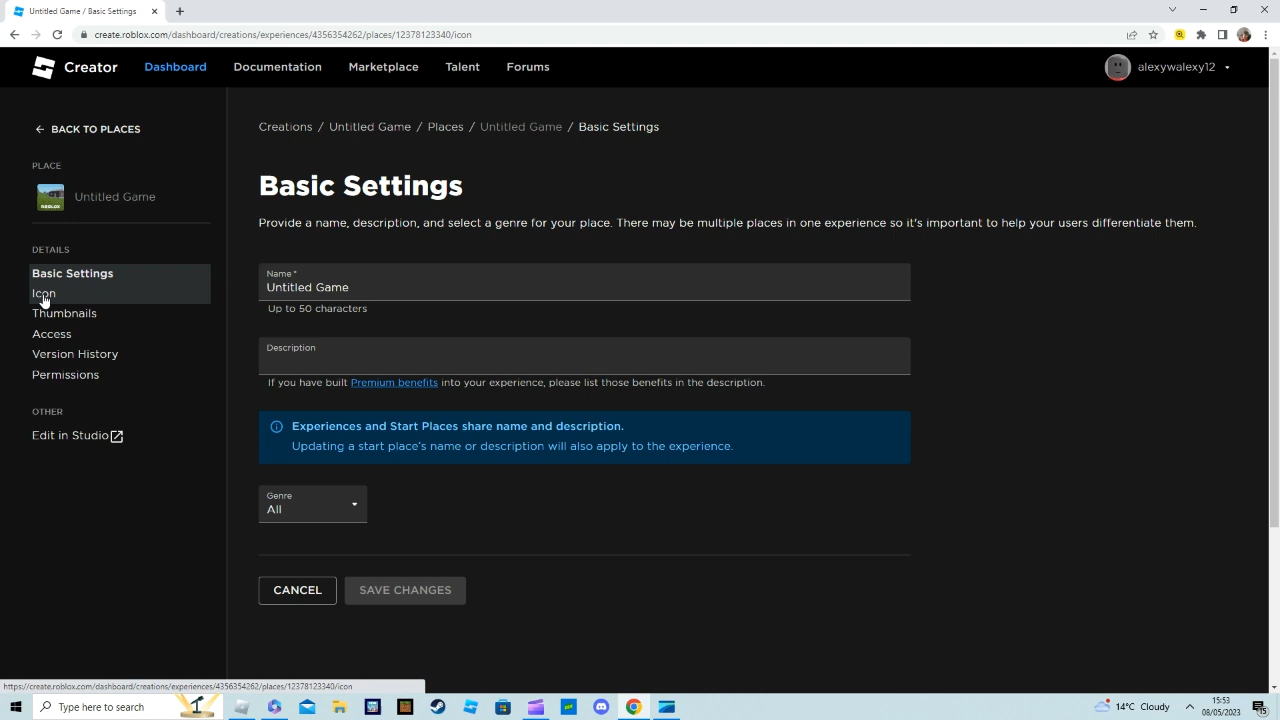 Untitled Game / Basic Settings
create.roblox.com/dashboard/creations/experiences/4356354262/places/12378123340/icon
Creator
Dashboard
Documentation
Marketplace
Talent
Forums
alexywalexy12
BACK TO PLACES
PLACE
Untitled Game
DETAILS
Basic Settings
Icon
Thumbnails
Access
Version History
Permissions
OTHER
Edit in Studio
Creations / Untitled Game / Places / Untitled Game / Basic Settings
Basic Settings
Provide a name, description, and select a genre for your place. There may be multiple places in one experience so it's important to help your users differentiate them.
Name *
Untitled Game
Up to 50 characters
Description
If you have built Premium benefits into your experience, please list those benefits in the description.
Experiences and Start Places share name and description.
Updating a start place's name or description will also apply to the experience.
Genre
All
CANCEL
SAVE CHANGES
https://create.roblox.com/dashboard/creations/experiences/4356354262/places/12378123340/icon
Type here to search
14°C Cloudy
15:53
08/05/2023
15